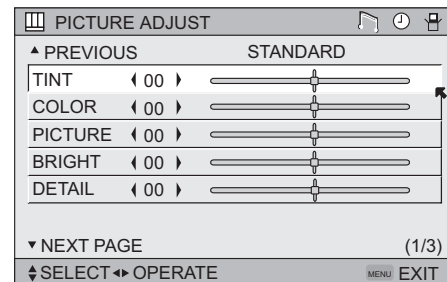 PICTURE ADJUST
PREVIOUS STANDARD
TINT 00
COLOR 00
PICTURE 00
BRIGHT 00
DETAIL 00
NEXT PAGE (1/3)
SELECT OPERATE MENU EXIT